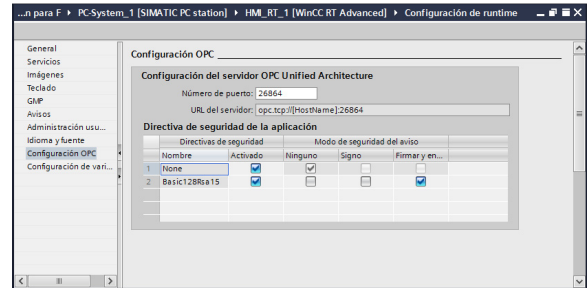 ...n para F ▸ PC-System_1 [SIMATIC PC station] ▸ HMI_RT_1 [WinCC RT Advanced] ▸ Configuración de runtime
General
Servicios
Imágenes
Teclado
GMP
Avisos
Administración usu...
Idioma y fuente
Configuración OPC
Configuración de vari...
Configuración OPC
Configuración del servidor OPC Unified Architecture
Número de puerto: 26864
URL del servidor: opc.tcp://[HostName]:26864
Directiva de seguridad de la aplicación
Directivas de seguridad Modo de seguridad del aviso
Nombre Activado Ninguno Signo Firmar y en...
1 None
2 Basic128Rsa15